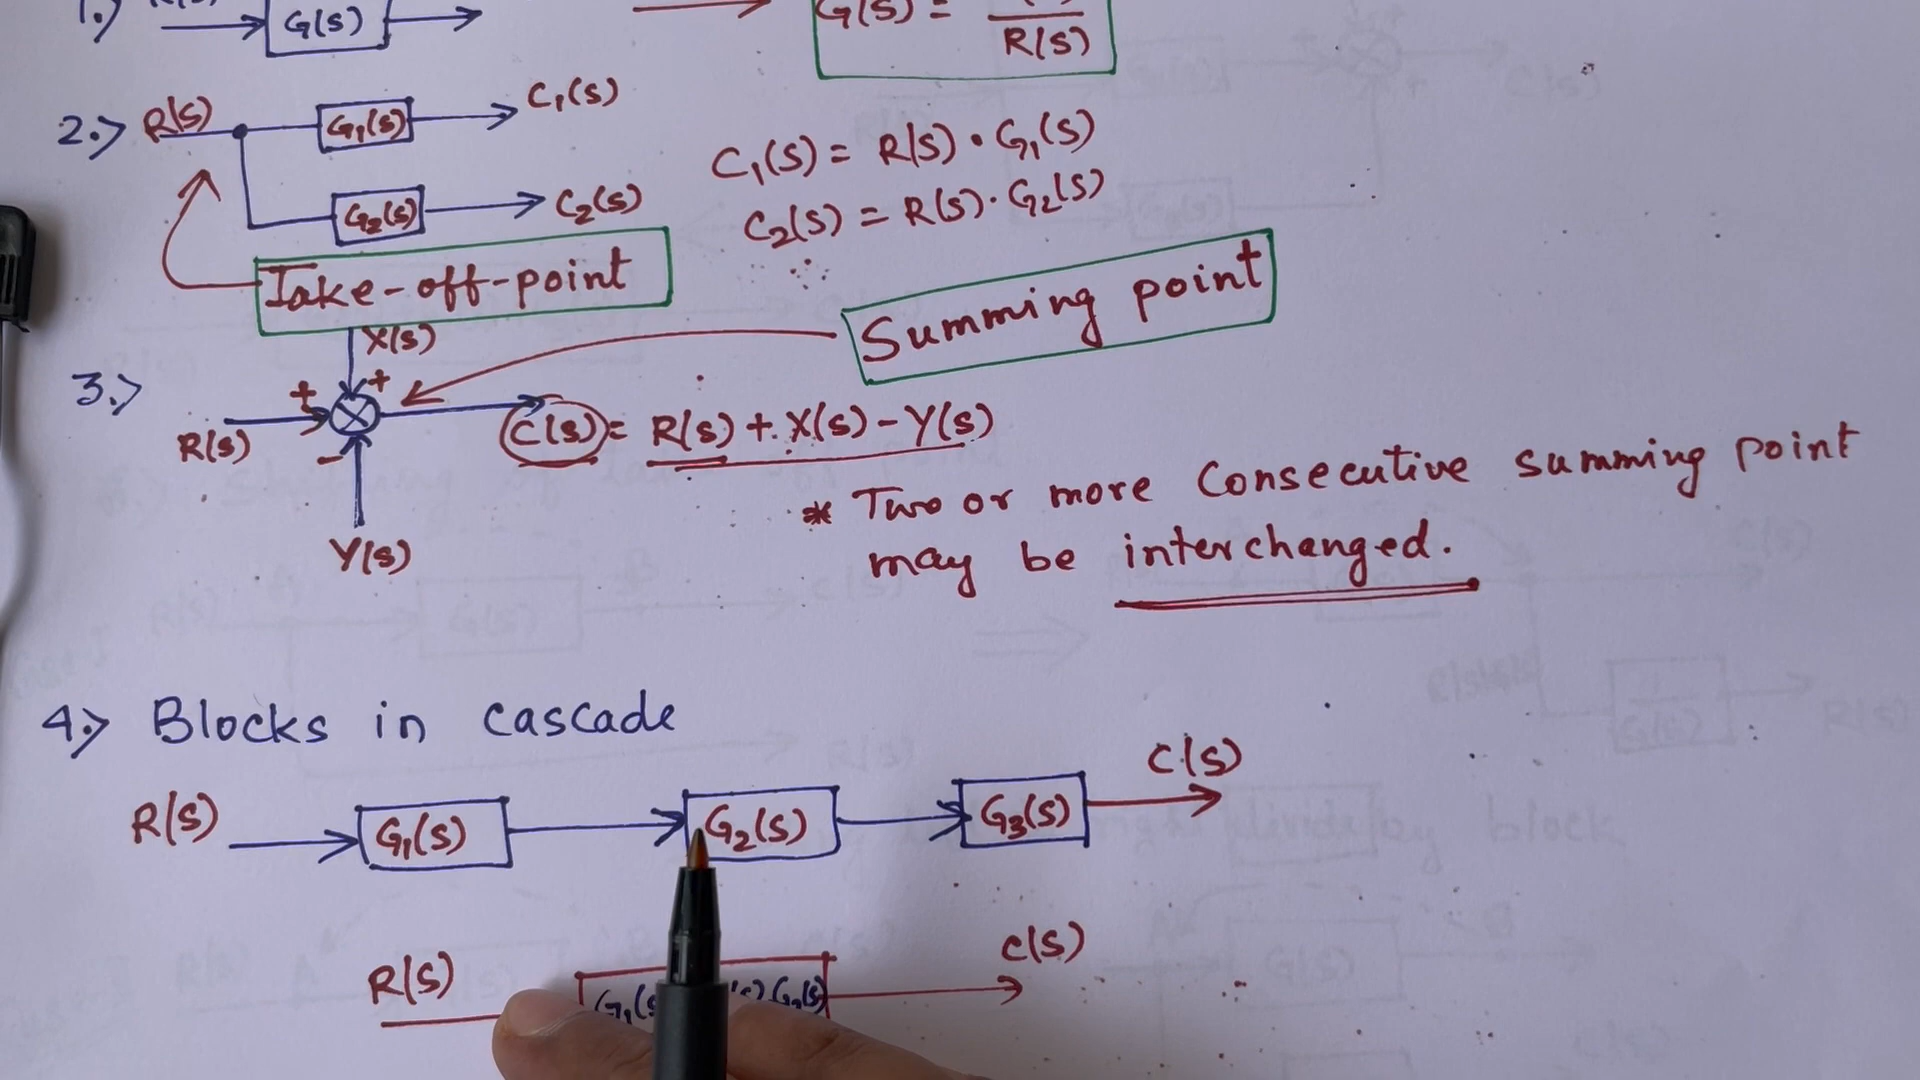 1.)
G(s)
G(s) =
R(s)
2.) R(s) G1(s) C1(s)
G2(s) C2(s)
C1(s) = R(s) · G1(s)
C2(s) = R(s) · G2(s)
Take-off-point
Summing point
3.)
X(s)
+ +
R(s)
-
Y(s)
C(s) = R(s) + X(s) - Y(s)
* Two or more Consecutive summing point
may be interchanged.
4.) Blocks in cascade
R(s) G1(s) G2(s) G3(s) C(s)
R(s) C(s)